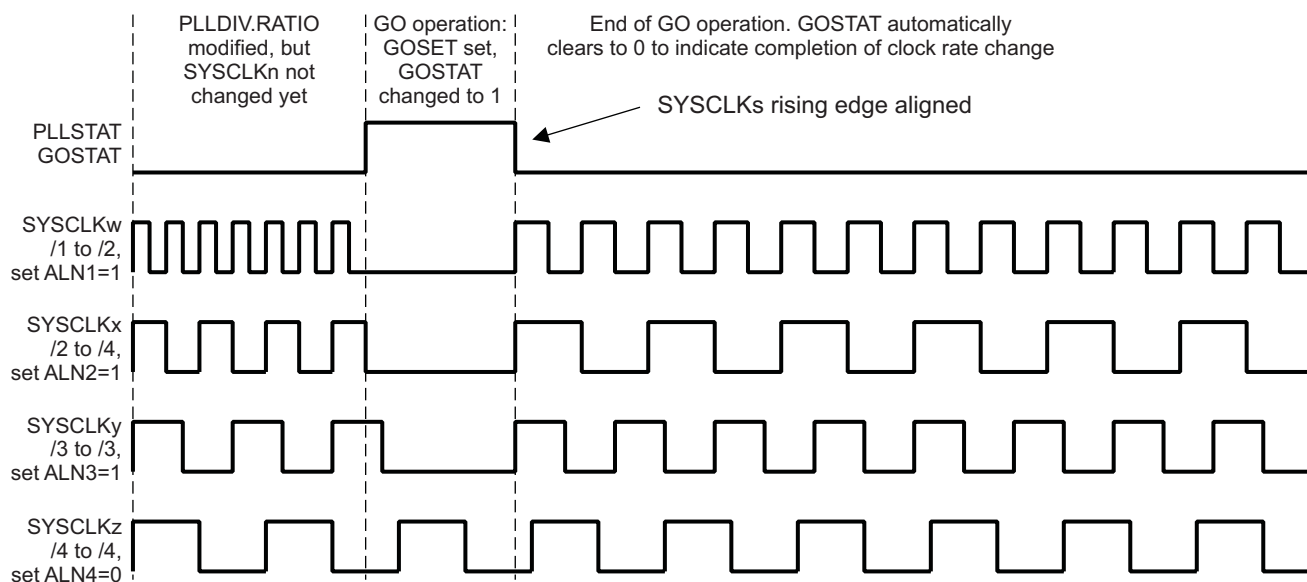 PLLDIV.RATIO
modified, but
SYSCLKn not
changed yet
GO operation:
GOSET set,
GOSTAT
changed to 1
End of GO operation. GOSTAT automatically
clears to 0 to indicate completion of clock rate change
SYSCLKs rising edge aligned
PLLSTAT
GOSTAT
SYSCLKw
/1 to /2,
set ALN1=1
SYSCLKx
/2 to /4,
set ALN2=1
SYSCLKy
/3 to /3,
set ALN3=1
SYSCLKz
/4 to /4,
set ALN4=0